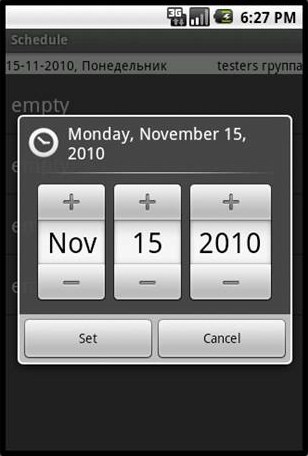 3G
6:27 PM
Schedule
15-11-2010, Понедельник testers группа
empty
Monday, November 15,
2010
+ + +
Nov 15 2010
− − −
Set Cancel